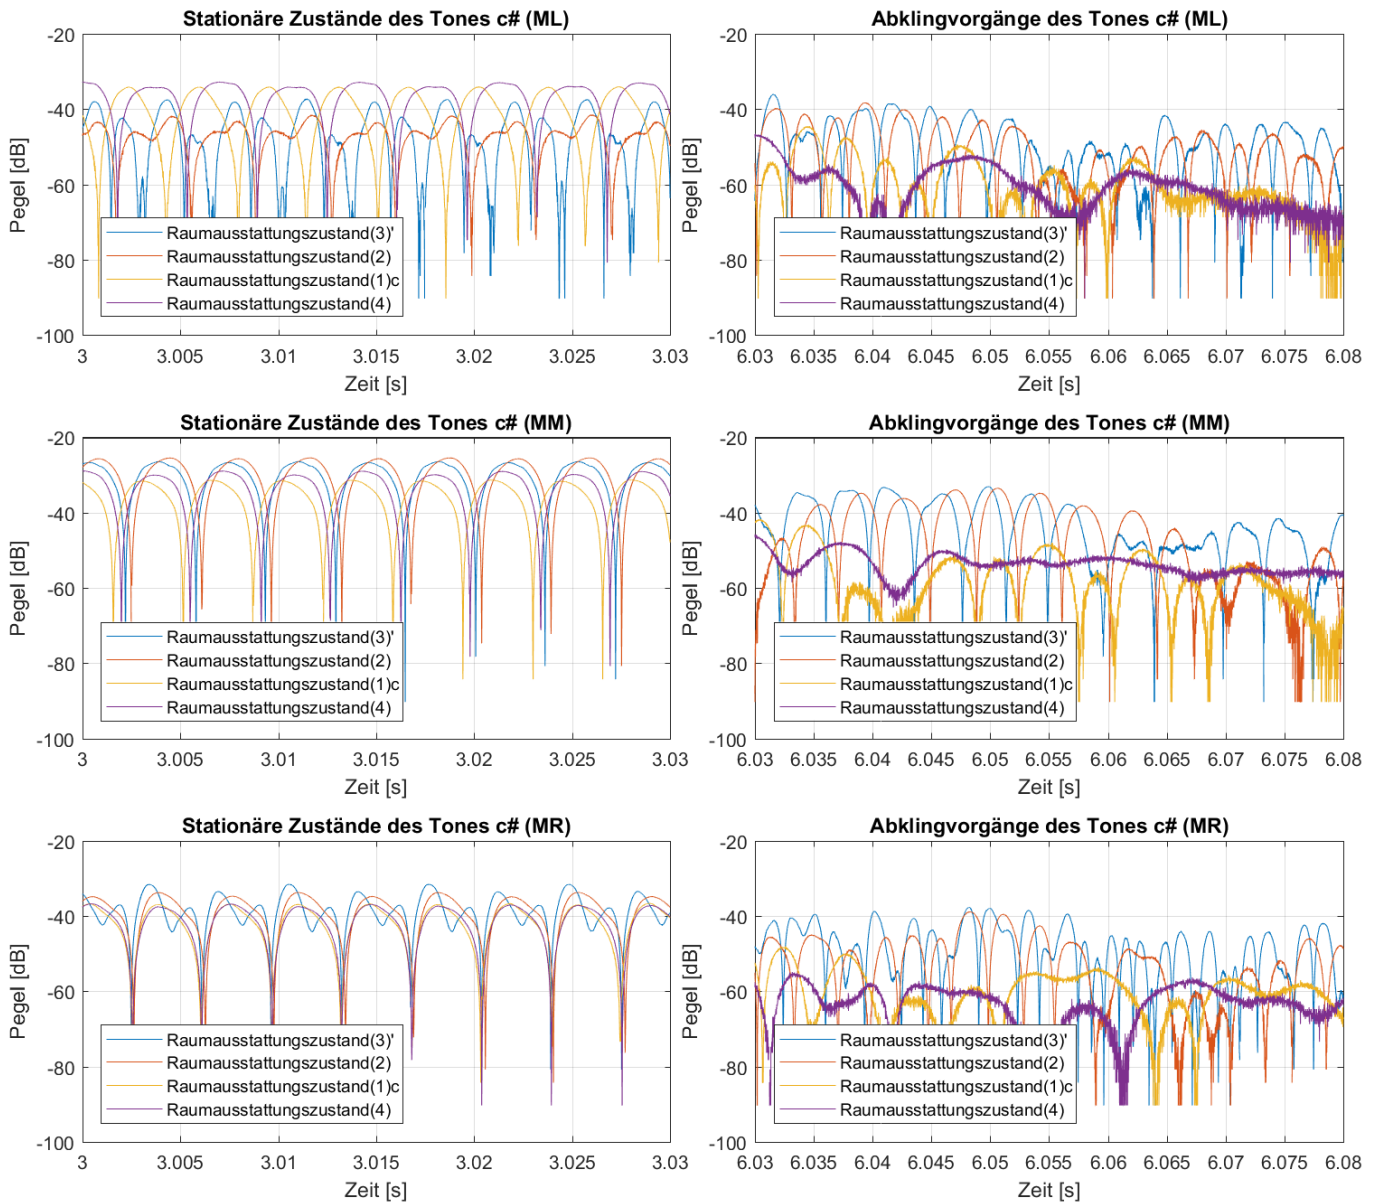 Stationäre Zustände des Tones c# (ML)
-20
-40
-60
-80
-100
Pegel [dB]
Raumausstattungszustand(3)'
Raumausstattungszustand(2)
Raumausstattungszustand(1)c
Raumausstattungszustand(4)
3 3.005 3.01 3.015 3.02 3.025 3.03
Zeit [s]
Abklingvorgänge des Tones c# (ML)
-20
-40
-60
-80
-100
Pegel [dB]
Raumausstattungszustand(3)'
Raumausstattungszustand(2)
Raumausstattungszustand(1)c
Raumausstattungszustand(4)
6.03 6.035 6.04 6.045 6.05 6.055 6.06 6.065 6.07 6.075 6.08
Zeit [s]
Stationäre Zustände des Tones c# (MM)
-20
-40
-60
-80
-100
Pegel [dB]
Raumausstattungszustand(3)'
Raumausstattungszustand(2)
Raumausstattungszustand(1)c
Raumausstattungszustand(4)
3 3.005 3.01 3.015 3.02 3.025 3.03
Zeit [s]
Abklingvorgänge des Tones c# (MM)
-20
-40
-60
-80
-100
Pegel [dB]
Raumausstattungszustand(3)'
Raumausstattungszustand(2)
Raumausstattungszustand(1)c
Raumausstattungszustand(4)
6.03 6.035 6.04 6.045 6.05 6.055 6.06 6.065 6.07 6.075 6.08
Zeit [s]
Stationäre Zustände des Tones c# (MR)
-20
-40
-60
-80
-100
Pegel [dB]
Raumausstattungszustand(3)'
Raumausstattungszustand(2)
Raumausstattungszustand(1)c
Raumausstattungszustand(4)
3 3.005 3.01 3.015 3.02 3.025 3.03
Zeit [s]
Abklingvorgänge des Tones c# (MR)
-20
-40
-60
-80
-100
Pegel [dB]
Raumausstattungszustand(3)'
Raumausstattungszustand(2)
Raumausstattungszustand(1)c
Raumausstattungszustand(4)
6.03 6.035 6.04 6.045 6.05 6.055 6.06 6.065 6.07 6.075 6.08
Zeit [s]